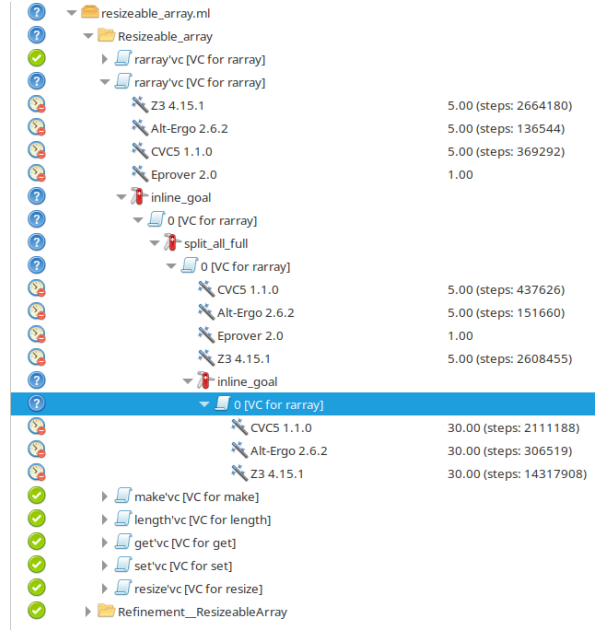 resizeable_array.ml
Resizeable_array
rarray'vc [VC for rarray]
rarray'vc [VC for rarray]
Z3 4.15.1 5.00 (steps: 2664180)
Alt-Ergo 2.6.2 5.00 (steps: 136544)
CVC5 1.1.0 5.00 (steps: 369292)
Eprover 2.0 1.00
inline_goal
0 [VC for rarray]
split_all_full
0 [VC for rarray]
CVC5 1.1.0 5.00 (steps: 437626)
Alt-Ergo 2.6.2 5.00 (steps: 151660)
Eprover 2.0 1.00
Z3 4.15.1 5.00 (steps: 2608455)
inline_goal
0 [VC for rarray]
CVC5 1.1.0 30.00 (steps: 2111188)
Alt-Ergo 2.6.2 30.00 (steps: 306519)
Z3 4.15.1 30.00 (steps: 14317908)
make'vc [VC for make]
length'vc [VC for length]
get'vc [VC for get]
set'vc [VC for set]
resize'vc [VC for resize]
Refinement__ResizeableArray